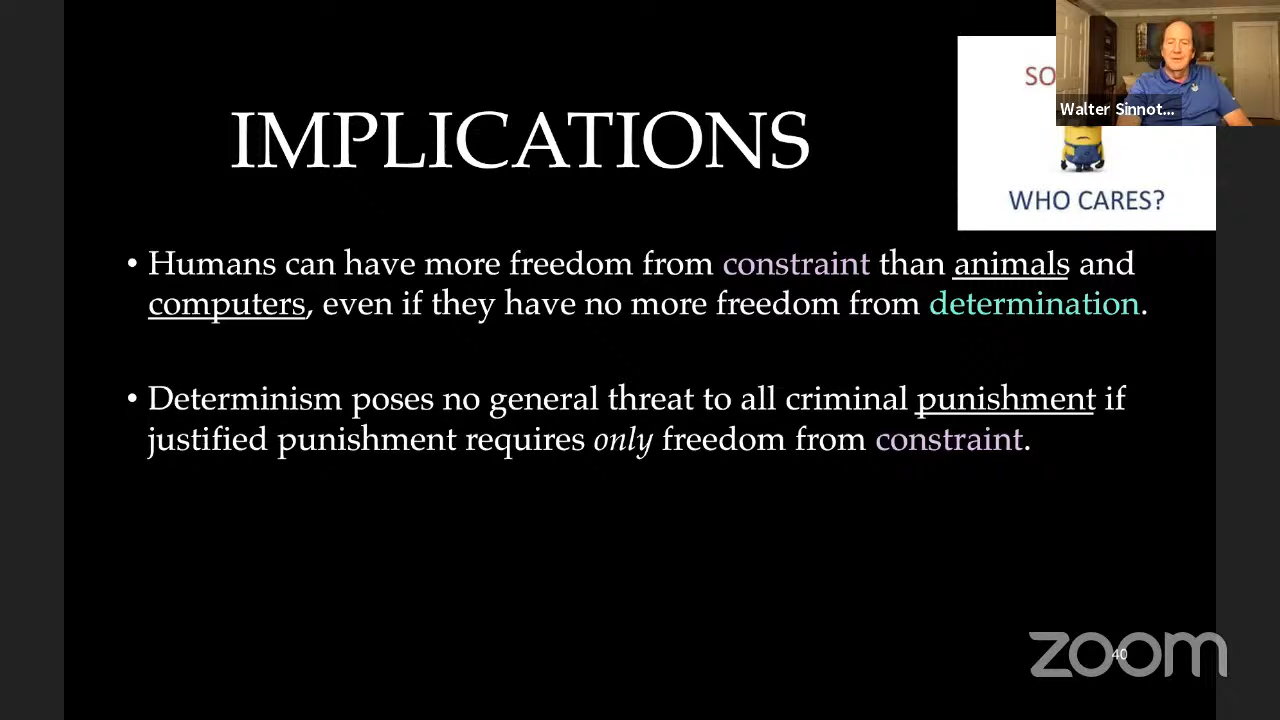 SO
Walter Sinnot...
IMPLICATIONS
WHO CARES?
• Humans can have more freedom from constraint than animals and
computers, even if they have no more freedom from determination.
• Determinism poses no general threat to all criminal punishment if
justified punishment requires only freedom from constraint.
40
zoom